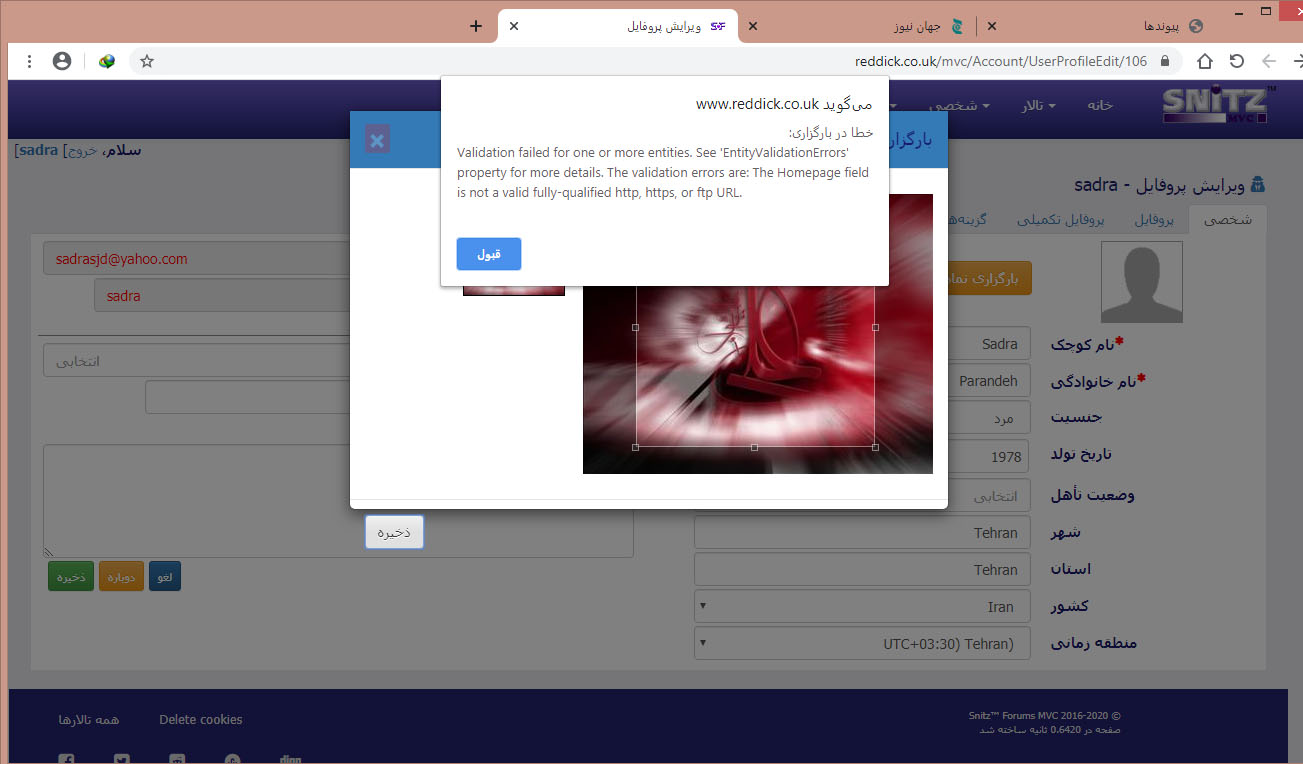 پیوندها
جهان نیوز
ویرایش پروفایل
reddick.co.uk/mvc/Account/UserProfileEdit/106
SNITZ™
MVC
خانه
تالار
شخصی
سلام، خروج] sadra]
www.reddick.co.uk می‌گوید
خطا در بارگزاری:
Validation failed for one or more entities. See 'EntityValidationErrors'
property for more details. The validation errors are: The Homepage field
is not a valid fully-qualified http, https, or ftp URL.
قبول
ذخیره
ویرایش پروفایل - sadra
شخصی
پروفایل
پروفایل تکمیلی
بارگزاری
*نام کوچک
Sadra
*نام خانوادگی
Parandeh
جنسیت
مرد
تاریخ تولد
1978
وضعیت تأهل
انتخابی
شهر
Tehran
استان
Tehran
کشور
Iran
منطقه زمانی
UTC+03:30) Tehran)
sadrasjd@yahoo.com
sadra
انتخابی
لغو
دوباره
ذخیره
Snitz™ Forums MVC 2016-2020 ©
صفحه در 0.6420 ثانیه ساخته شد
Delete cookies
همه تالارها